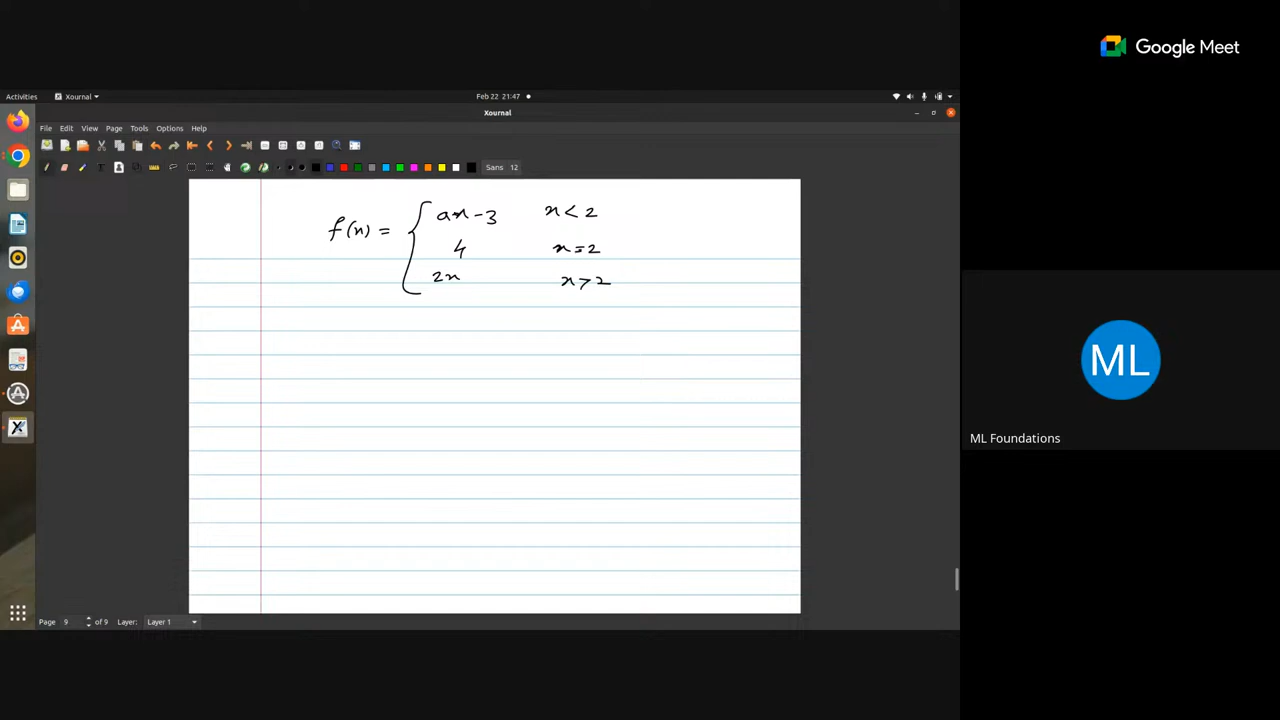 Google Meet
Activities Xournal Feb 22 21:47
Xournal
File Edit View Page Tools Options Help
Sans 12
f(x) = { ax - 3 x < 2
4 x = 2
2x x > 2
ML
ML Foundations
Page 9 of 9 Layer: Layer 1